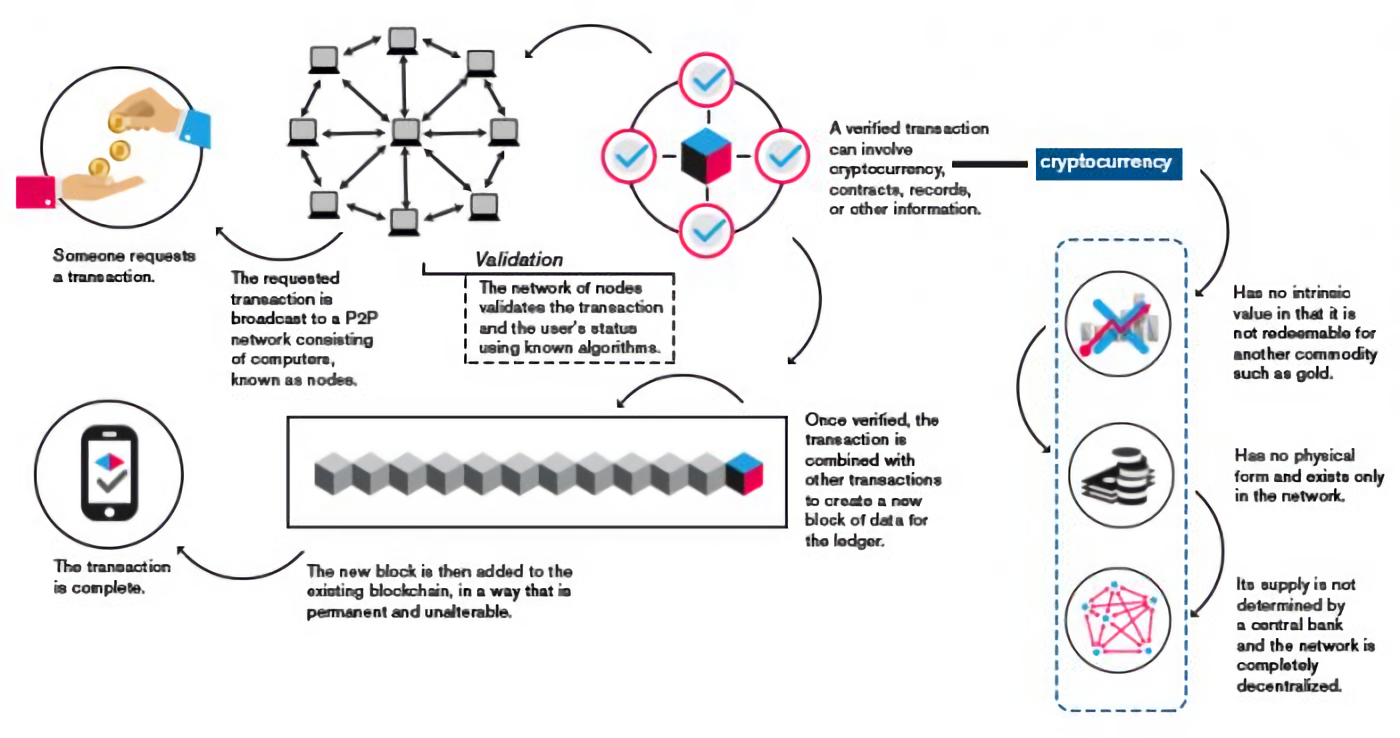 Someone requests
a transaction.
The requested
transaction is
broadcast to a P2P
network consisting
of computers,
known as nodes.
Validation
The network of nodes
validates the transaction
and the user's status
using known algorithms.
A verified transaction
can involve
cryptocurrency,
contracts, records,
or other information.
cryptocurrency
Has no intrinsic
value in that it is
not redeemable for
another commodity
such as gold.
Has no physical
form and exists only
in the network.
Its supply is not
determined by
a central bank
and the network is
completely
decentralized.
Once verified, the
transaction is
combined with
other transactions
to create a new
block of data for
the ledger.
The new block is then added to the
existing blockchain, in a way that is
permanent and unalterable.
The transaction
is complete.